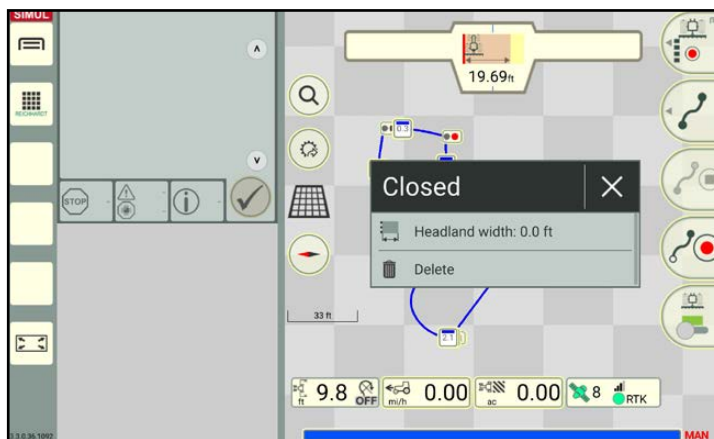 SIMUL
REICHHARDT
STOP
i
19.69ft
0.3
Closed
Headland width: 0.0 ft
Delete
33 ft
2.1
ft
9.8
OFF
mi/h
0.00
ac
0.00
8
RTK
MAN